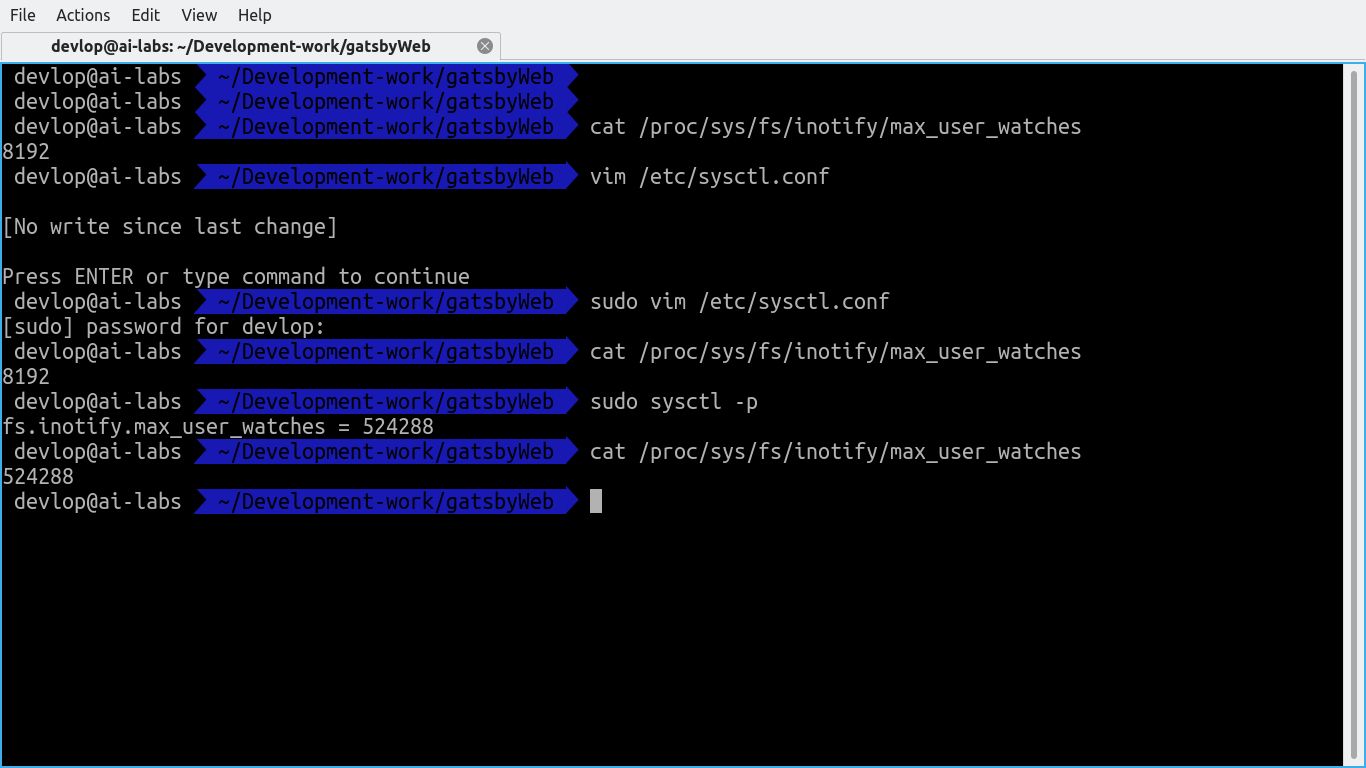 File Actions Edit View Help
devlop@ai-labs: ~/Development-work/gatsbyWeb
devlop@ai-labs ~/Development-work/gatsbyWeb
devlop@ai-labs ~/Development-work/gatsbyWeb
devlop@ai-labs ~/Development-work/gatsbyWeb cat /proc/sys/fs/inotify/max_user_watches
8192
devlop@ai-labs ~/Development-work/gatsbyWeb vim /etc/sysctl.conf
[No write since last change]
Press ENTER or type command to continue
devlop@ai-labs ~/Development-work/gatsbyWeb sudo vim /etc/sysctl.conf
[sudo] password for devlop:
devlop@ai-labs ~/Development-work/gatsbyWeb cat /proc/sys/fs/inotify/max_user_watches
8192
devlop@ai-labs ~/Development-work/gatsbyWeb sudo sysctl -p
fs.inotify.max_user_watches = 524288
devlop@ai-labs ~/Development-work/gatsbyWeb cat /proc/sys/fs/inotify/max_user_watches
524288
devlop@ai-labs ~/Development-work/gatsbyWeb